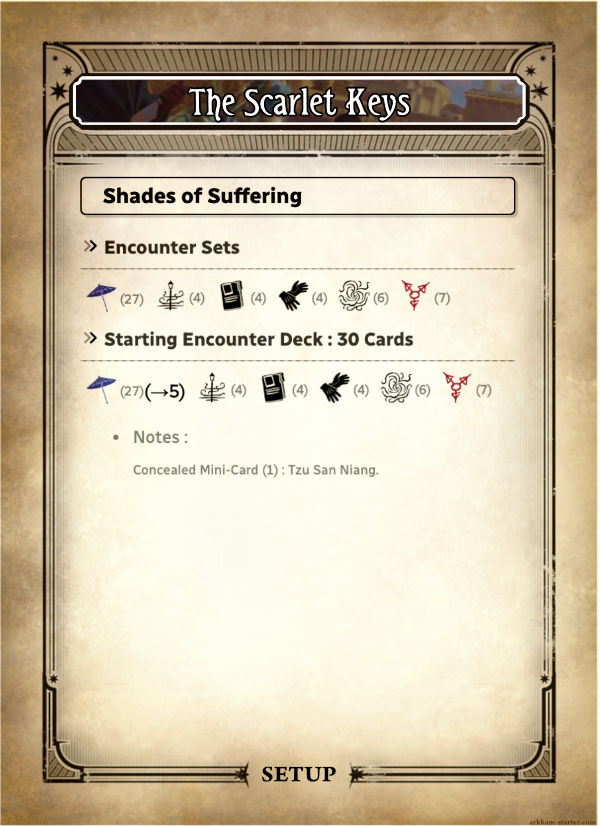 The Scarlet Keys
Shades of Suffering
Encounter Sets
(27) (4) (4) (4) (6) (7)
Starting Encounter Deck : 30 Cards
(27)(→5) (4) (4) (4) (6) (7)
• Notes :
Concealed Mini-Card (1) : Tzu San Niang.
SETUP
arkham-starter.com